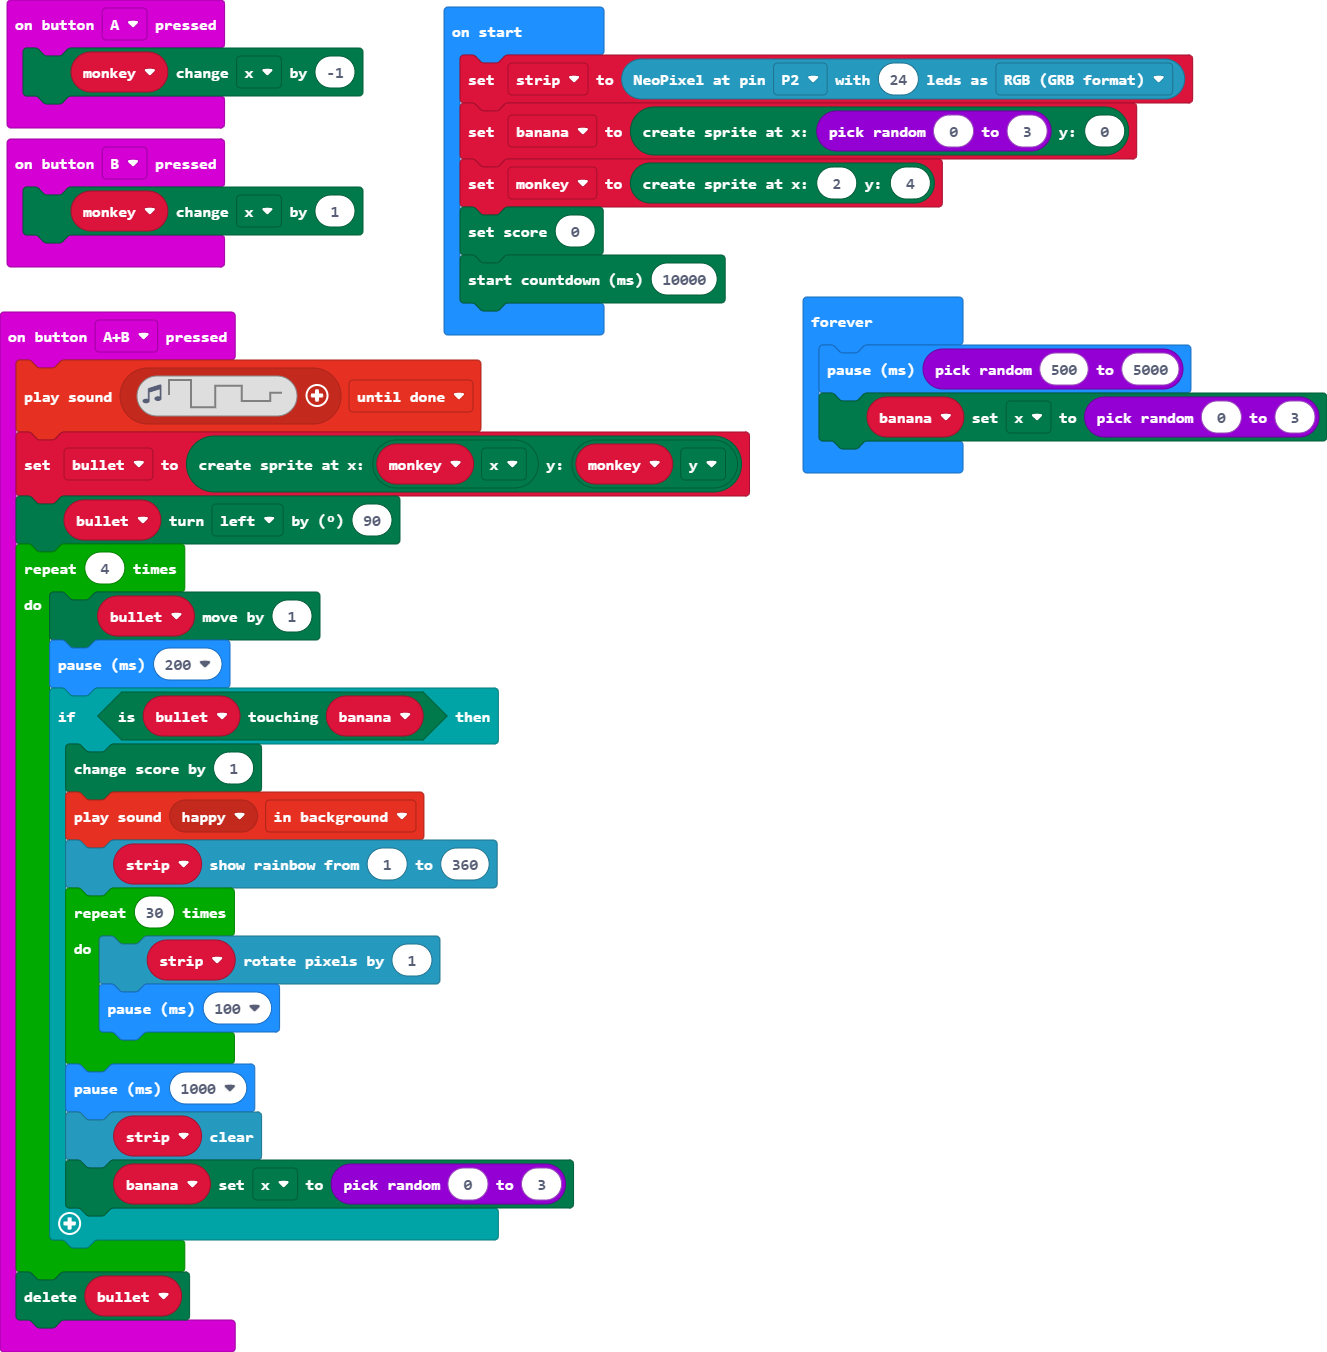 on button A pressed
monkey change x by -1
on button B pressed
monkey change x by 1
on start
set strip to NeoPixel at pin P2 with 24 leds as RGB (GRB format)
set banana to create sprite at x: pick random 0 to 3 y: 0
set monkey to create sprite at x: 2 y: 4
set score 0
start countdown (ms) 10000
forever
pause (ms) pick random 500 to 5000
banana set x to pick random 0 to 3
on button A+B pressed
play sound until done
set bullet to create sprite at x: monkey x y: monkey y
bullet turn left by (º) 90
repeat 4 times
do
bullet move by 1
pause (ms) 200
if is bullet touching banana then
change score by 1
play sound happy in background
strip show rainbow from 1 to 360
repeat 30 times
do
strip rotate pixels by 1
pause (ms) 100
pause (ms) 1000
strip clear
banana set x to pick random 0 to 3
delete bullet